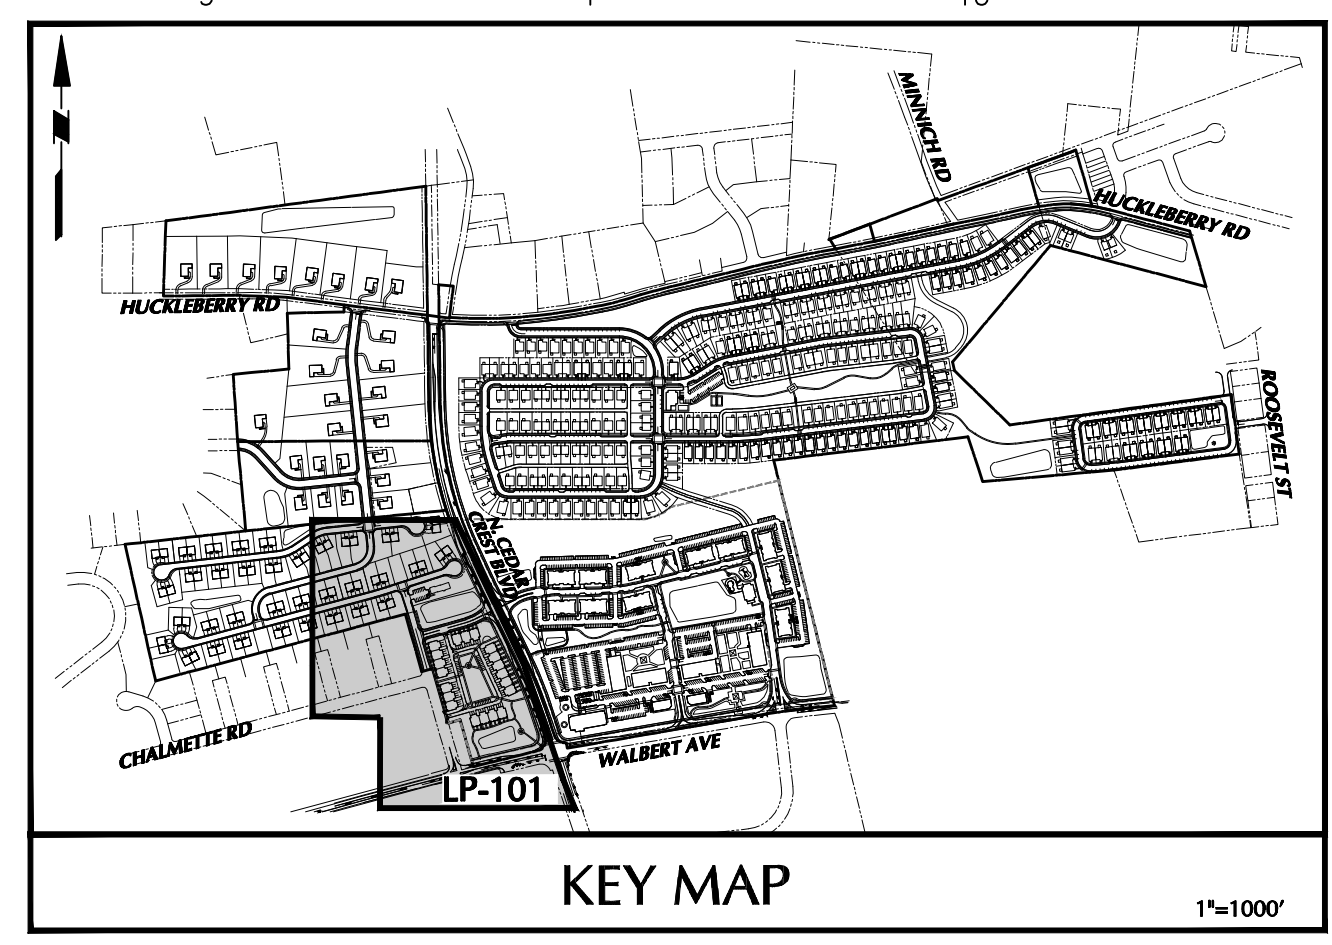 MINNICH RD
HUCKLEBERRY RD
HUCKLEBERRY RD
ROOSEVELT ST
N. CEDAR
CREST BLVD
CHALMETTE RD
WALBERT AVE
LP-101
KEY MAP
1"=1000'